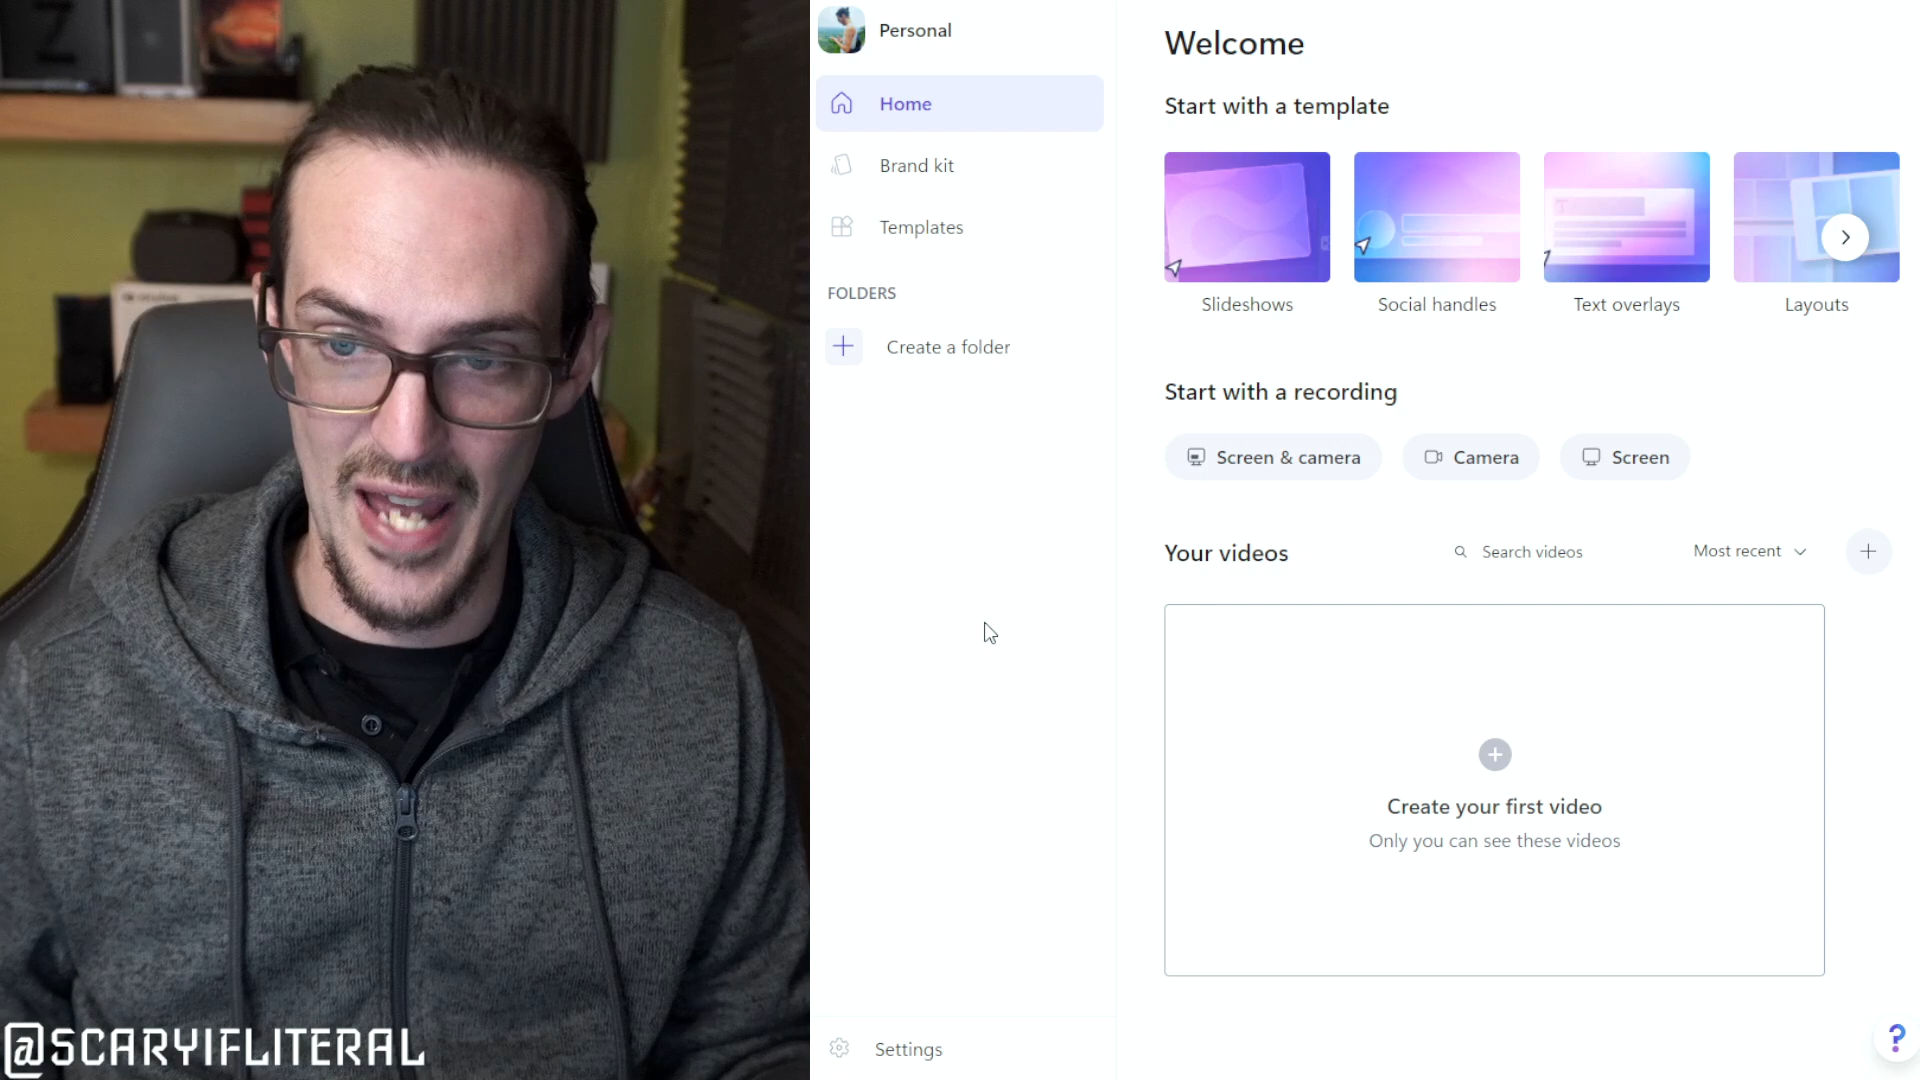 Personal
Home
Brand kit
Templates
FOLDERS
Create a folder
Settings
Welcome
Start with a template
Slideshows
Social handles
Text overlays
Layouts
Start with a recording
Screen & camera
Camera
Screen
Your videos
Search videos
Most recent
Create your first video
Only you can see these videos
?
@SCARYIFLITERAL